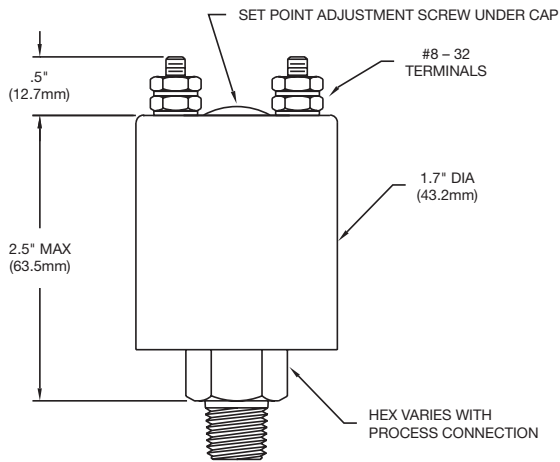 SET POINT ADJUSTMENT SCREW UNDER CAP
#8 – 32
TERMINALS
.5"
(12.7mm)
1.7" DIA
(43.2mm)
2.5" MAX
(63.5mm)
HEX VARIES WITH
PROCESS CONNECTION